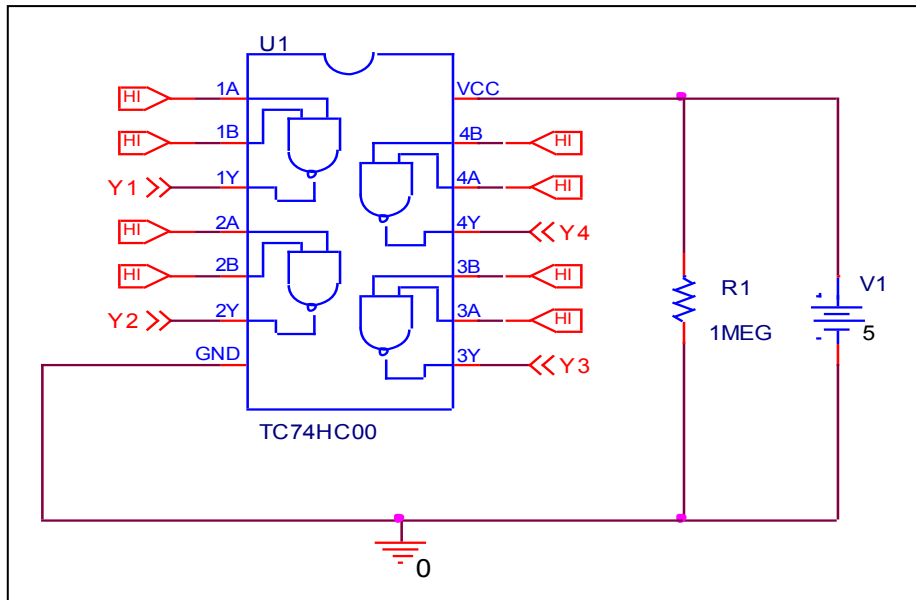 U1
HI 1A VCC
HI 1B 4B HI
Y1 1Y 4A HI
HI 2A 4Y Y4
HI 2B 3B HI
Y2 2Y 3A HI
GND 3Y Y3
TC74HC00
R1
1MEG
V1
5
0